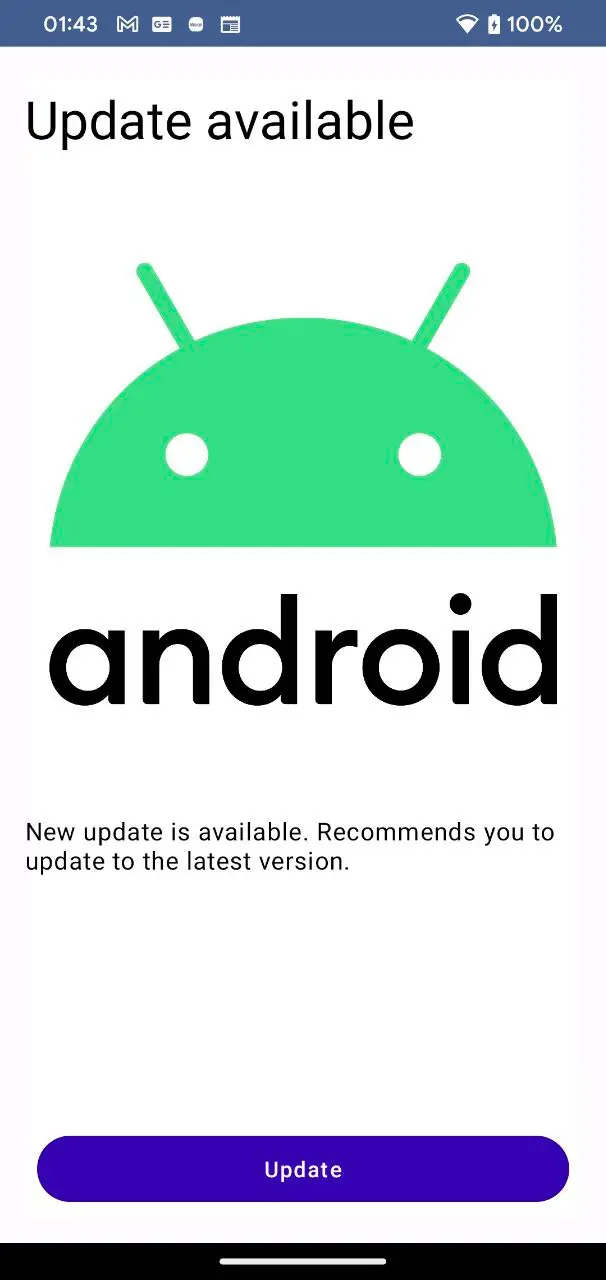 01:43 100%
Update available
android
New update is available. Recommends you to
update to the latest version.
Update